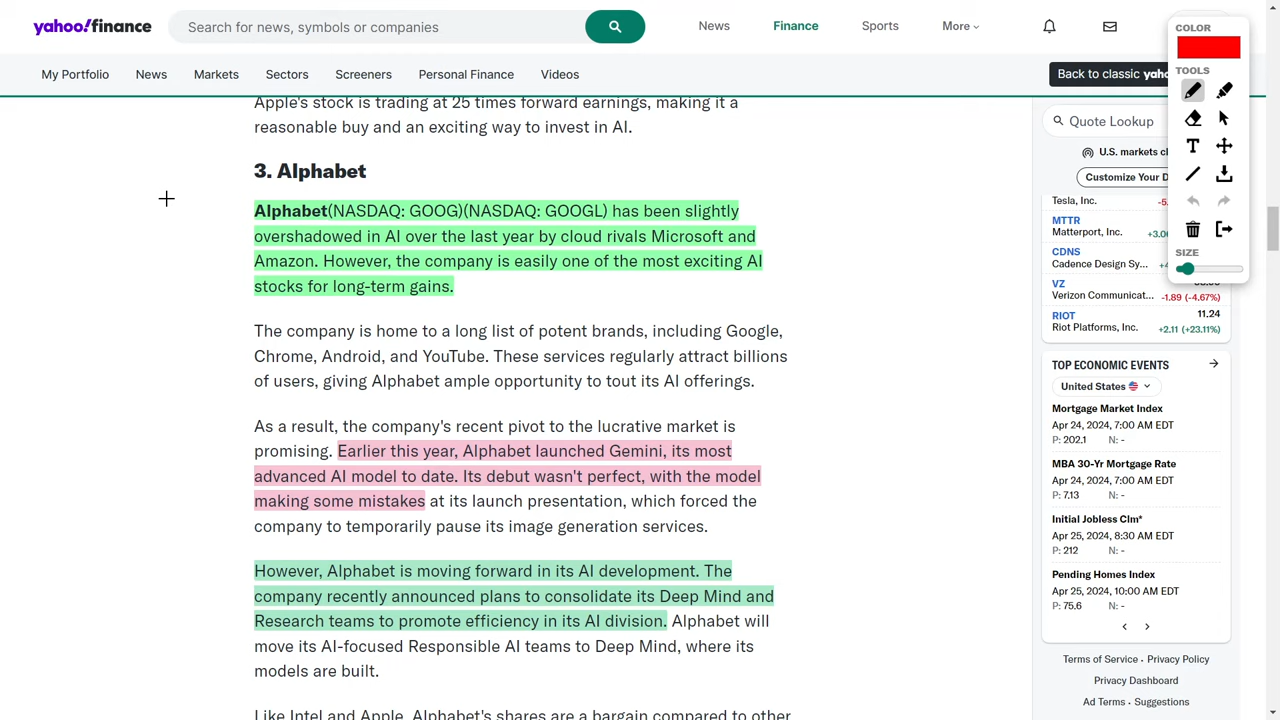 yahoo!finance
Search for news, symbols or companies
News
Finance
Sports
More
COLOR
TOOLS
SIZE
My Portfolio
News
Markets
Sectors
Screeners
Personal Finance
Videos
Back to classic yaho
Apple's stock is trading at 25 times forward earnings, making it a
reasonable buy and an exciting way to invest in AI.
3. Alphabet
Alphabet(NASDAQ: GOOG)(NASDAQ: GOOGL) has been slightly
overshadowed in AI over the last year by cloud rivals Microsoft and
Amazon. However, the company is easily one of the most exciting AI
stocks for long-term gains.
The company is home to a long list of potent brands, including Google,
Chrome, Android, and YouTube. These services regularly attract billions
of users, giving Alphabet ample opportunity to tout its AI offerings.
As a result, the company's recent pivot to the lucrative market is
promising. Earlier this year, Alphabet launched Gemini, its most
advanced AI model to date. Its debut wasn't perfect, with the model
making some mistakes at its launch presentation, which forced the
company to temporarily pause its image generation services.
However, Alphabet is moving forward in its AI development. The
company recently announced plans to consolidate its Deep Mind and
Research teams to promote efficiency in its AI division. Alphabet will
move its AI-focused Responsible AI teams to Deep Mind, where its
models are built.
Like Intel and Apple, Alphabet's shares are a bargain compared to other
Quote Lookup
U.S. markets cl
Customize Your D
Tesla, Inc. -5.
MTTR
Matterport, Inc. +3.0
CDNS
Cadence Design Sy... +4
VZ
Verizon Communicat... -1.89 (-4.67%)
RIOT 11.24
Riot Platforms, Inc. +2.11 (+23.11%)
TOP ECONOMIC EVENTS
United States
Mortgage Market Index
Apr 24, 2024, 7:00 AM EDT
P: 202.1 N: -
MBA 30-Yr Mortgage Rate
Apr 24, 2024, 7:00 AM EDT
P: 7.13 N: -
Initial Jobless Clm*
Apr 25, 2024, 8:30 AM EDT
P: 212 N: -
Pending Homes Index
Apr 25, 2024, 10:00 AM EDT
P: 75.6 N: -
Terms of Service • Privacy Policy
Privacy Dashboard
Ad Terms • Suggestions